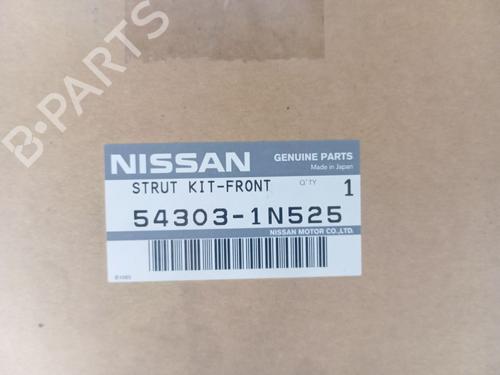 B-PARTS
NISSAN
GENUINE PARTS
Made in Japan
STRUT KIT-FRONT
Q'TY
1
54303-1N525
NISSAN MOTOR CO.,LTD.